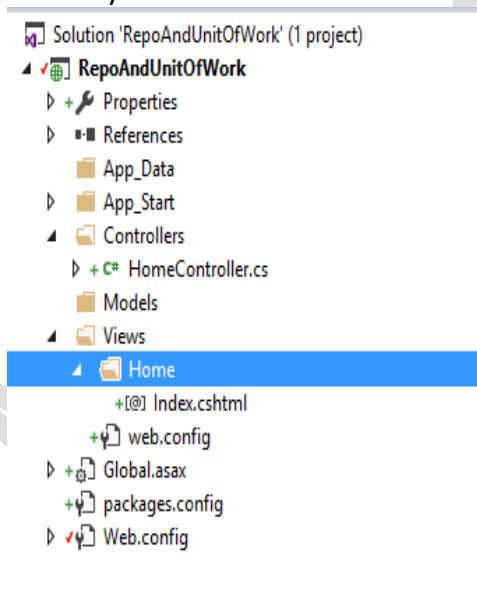 Solution 'RepoAndUnitOfWork' (1 project)
RepoAndUnitOfWork
Properties
References
App_Data
App_Start
Controllers
C# HomeController.cs
Models
Views
Home
[@] Index.cshtml
web.config
Global.asax
packages.config
Web.config